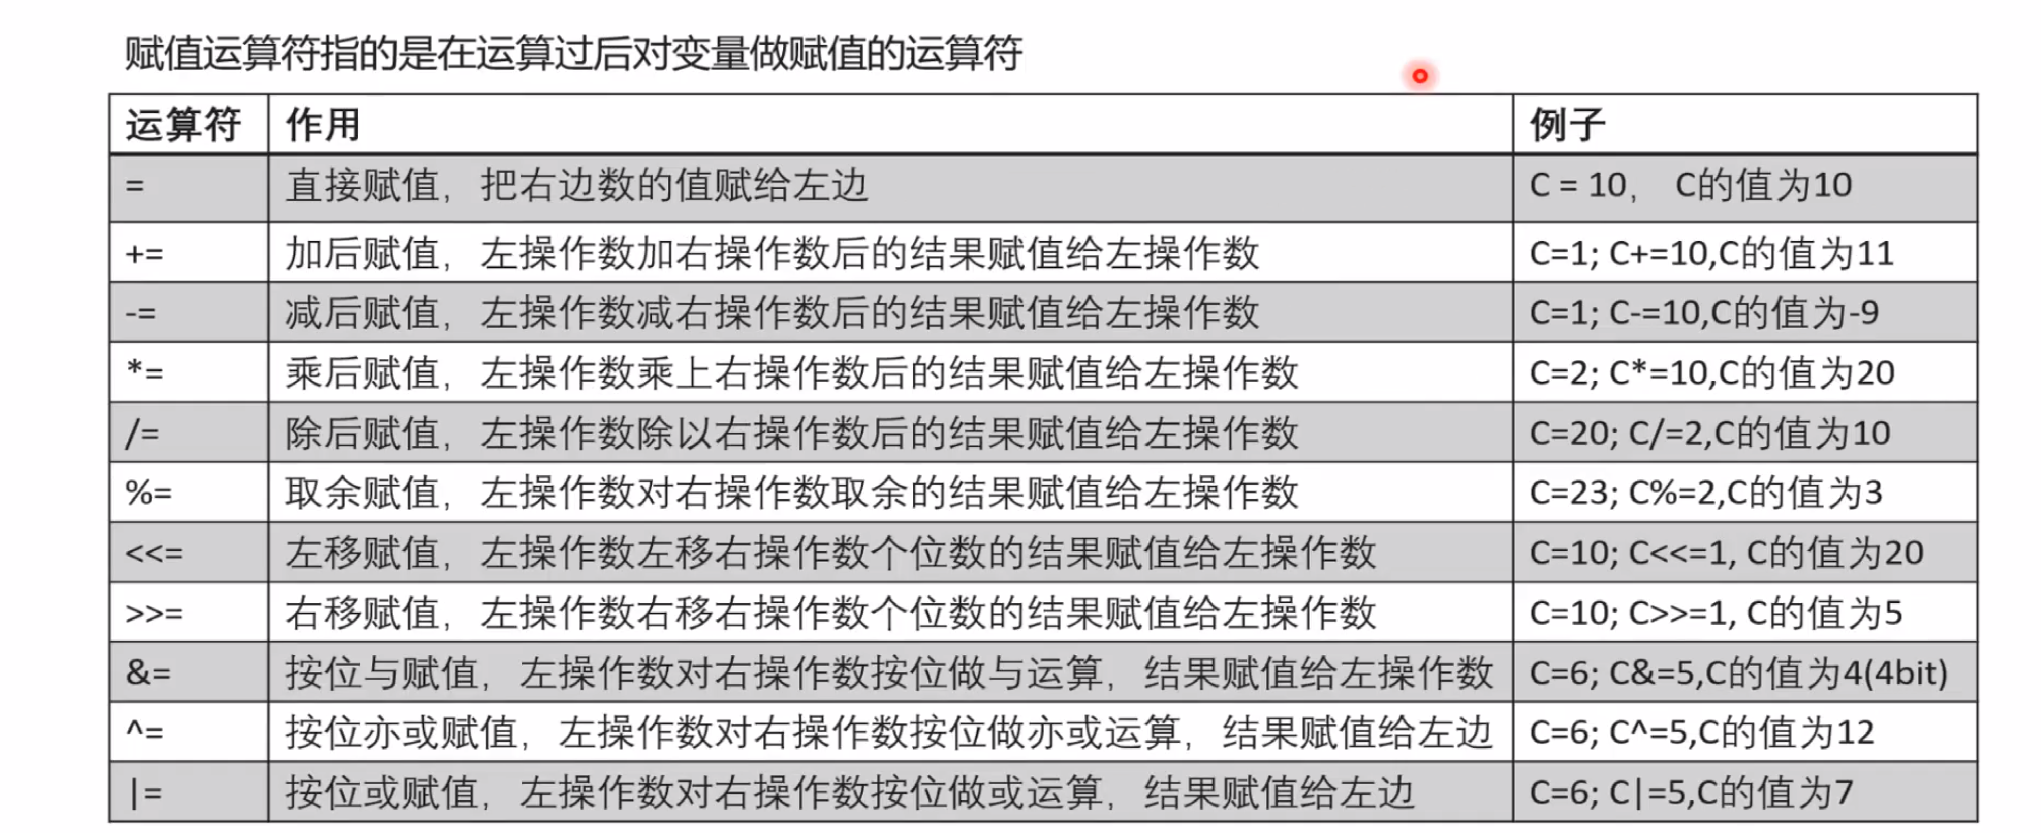 赋值运算符指的是在运算过后对变量做赋值的运算符
运算符 作用 例子
= 直接赋值，把右边数的值赋给左边 C = 10， C的值为10
+= 加后赋值，左操作数加右操作数后的结果赋值给左操作数 C=1; C+=10,C的值为11
-= 减后赋值，左操作数减右操作数后的结果赋值给左操作数 C=1; C-=10,C的值为-9
*= 乘后赋值，左操作数乘上右操作数后的结果赋值给左操作数 C=2; C*=10,C的值为20
/= 除后赋值，左操作数除以右操作数后的结果赋值给左操作数 C=20; C/=2,C的值为10
%= 取余赋值，左操作数对右操作数取余的结果赋值给左操作数 C=23; C%=2,C的值为3
<<= 左移赋值，左操作数左移右操作数个位数的结果赋值给左操作数 C=10; C<<=1, C的值为20
>>= 右移赋值，左操作数右移右操作数个位数的结果赋值给左操作数 C=10; C>>=1, C的值为5
&= 按位与赋值，左操作数对右操作数按位做与运算，结果赋值给左操作数 C=6; C&=5,C的值为4(4bit)
^= 按位亦或赋值，左操作数对右操作数按位做亦或运算，结果赋值给左边 C=6; C^=5,C的值为12
|= 按位或赋值，左操作数对右操作数按位做或运算，结果赋值给左边 C=6; C|=5,C的值为7